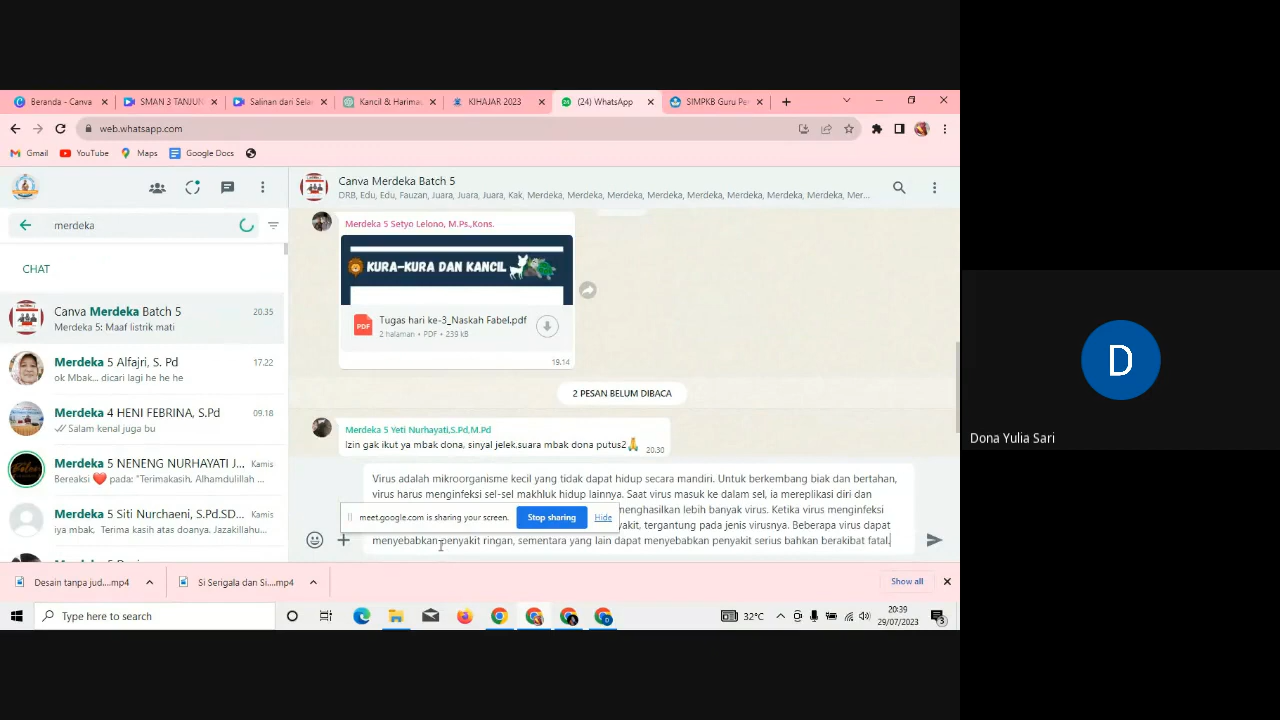 Beranda - Canva
SMAN 3 TANJUN
Salinan dari Sela
Kancil & Harima
KIHAJAR 2023
(24) WhatsApp
SIMPKB Guru Pe
web.whatsapp.com
Gmail
YouTube
Maps
Google Docs
merdeka
CHAT
Canva Merdeka Batch 5
20.35
Merdeka 5: Maaf listrik mati
Merdeka 5 Alfajri, S. Pd
17.22
ok Mbak... dicari lagi he he he
Merdeka 4 HENI FEBRINA, S.Pd
09.18
Salam kenal juga bu
Merdeka 5 NENENG NURHAYATI J...
Kamis
Bereaksi ❤ pada: "Terimakasih. Alhamdulillah ...
Merdeka 5 Siti Nurchaeni, S.Pd.SD...
Kamis
iya mbak, Terima kasih atas doanya. Jazakallahu...
Canva Merdeka Batch 5
DRB, Edu, Edu, Fauzan, Juara, Juara, Juara, Kak, Merdeka, Merdeka, Merdeka, Merdeka, Merdeka, Merdeka, Merdeka, Merdeka, Mer...
Merdeka 5 Setyo Lelono, M.Ps.,Kons.
KURA-KURA DAN KANCIL
PDF
Tugas hari ke-3_Naskah Fabel.pdf
2 halaman • PDF • 239 kB
19.14
2 PESAN BELUM DIBACA
Merdeka 5 Yeti Nurhayati,S.Pd,M.Pd
Izin gak ikut ya mbak dona, sinyal jelek.suara mbak dona putus2🙏
20.30
Virus adalah mikroorganisme kecil yang tidak dapat hidup secara mandiri. Untuk berkembang biak dan bertahan,
virus harus menginfeksi sel-sel makhluk hidup lainnya. Saat virus masuk ke dalam sel, ia mereplikasi diri dan
menghasilkan lebih banyak virus. Ketika virus menginfeksi
tergantung pada jenis virusnya. Beberapa virus dapat
menyebabkan penyakit ringan, sementara yang lain dapat menyebabkan penyakit serius bahkan berakibat fatal.
meet.google.com is sharing your screen.
Stop sharing
Hide
Desain tanpa jud....mp4
Si Serigala dan Si....mp4
Show all
Type here to search
32°C
20:39
29/07/2023
3
D
Dona Yulia Sari